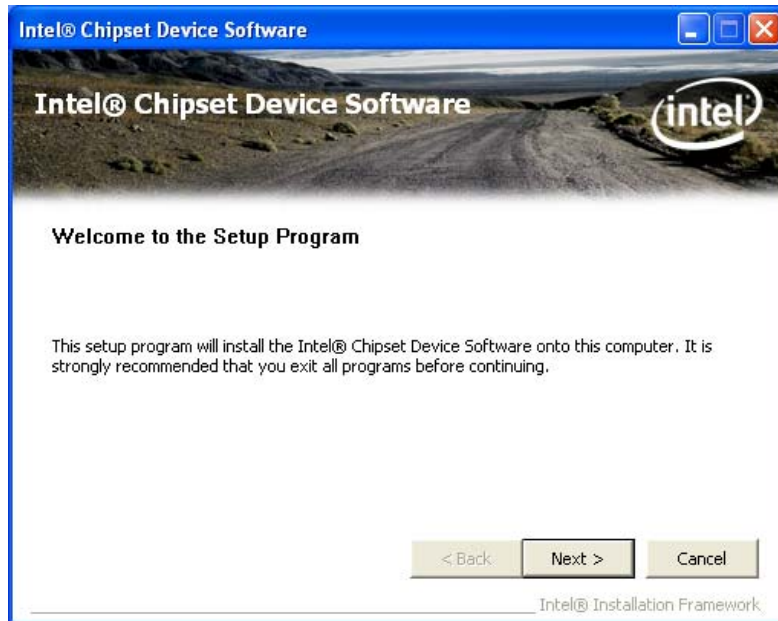 Intel® Chipset Device Software
Intel® Chipset Device Software
intel
Welcome to the Setup Program
This setup program will install the Intel® Chipset Device Software onto this computer. It is
strongly recommended that you exit all programs before continuing.
< Back
Next >
Cancel
Intel® Installation Framework